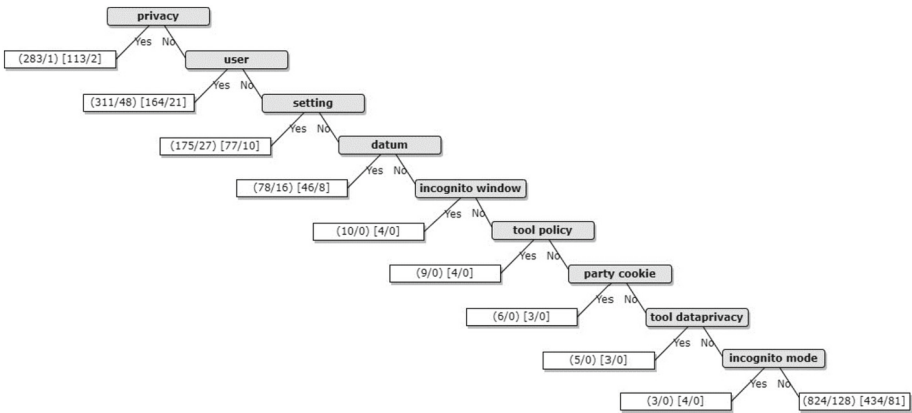 privacy
Yes No
(283/1) [113/2]
user
Yes No
(311/48) [164/21]
setting
Yes No
(175/27) [77/10]
datum
Yes No
(78/16) [46/8]
incognito window
Yes No
(10/0) [4/0]
tool policy
Yes No
(9/0) [4/0]
party cookie
Yes No
(6/0) [3/0]
tool dataprivacy
Yes No
(5/0) [3/0]
incognito mode
Yes No
(3/0) [4/0]
(824/128) [434/81]